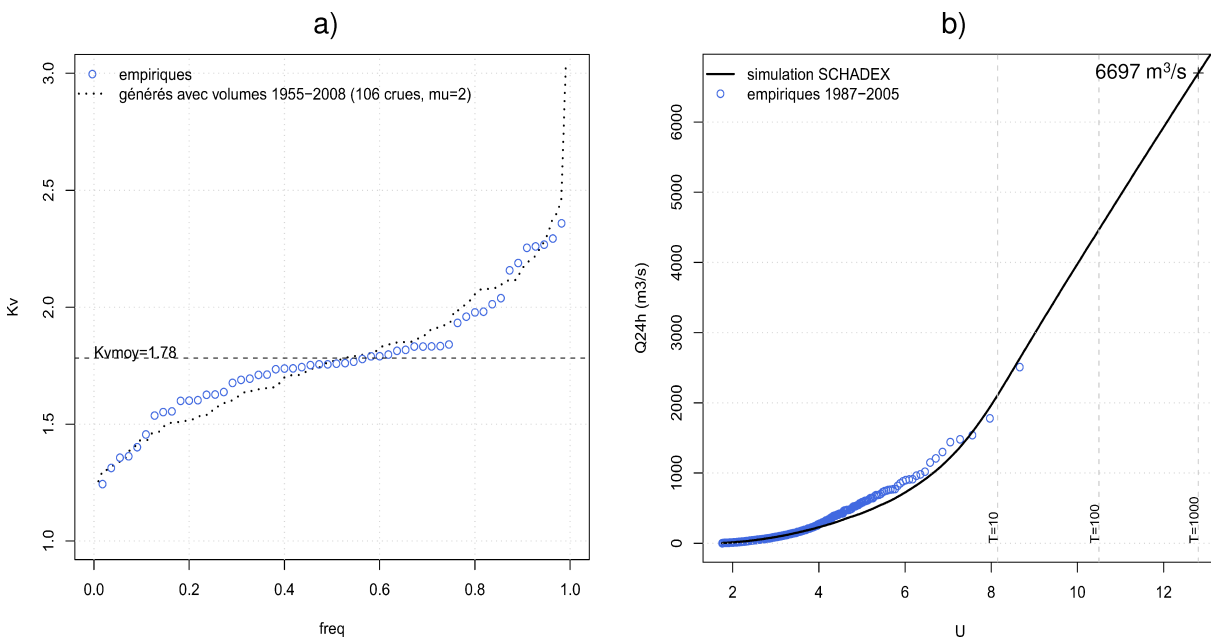 a)
Kv
3.0
2.5
2.0
1.5
1.0
empiriques
générés avec volumes 1955−2008 (106 crues, mu=2)
Kvmoy=1.78
0.0 0.2 0.4 0.6 0.8 1.0
freq
b)
Q24h (m3/s)
6000
5000
4000
3000
2000
1000
0
simulation SCHADEX
empiriques 1987−2005
6697 m³/s
T=10
T=100
T=1000
2 4 6 8 10 12
U